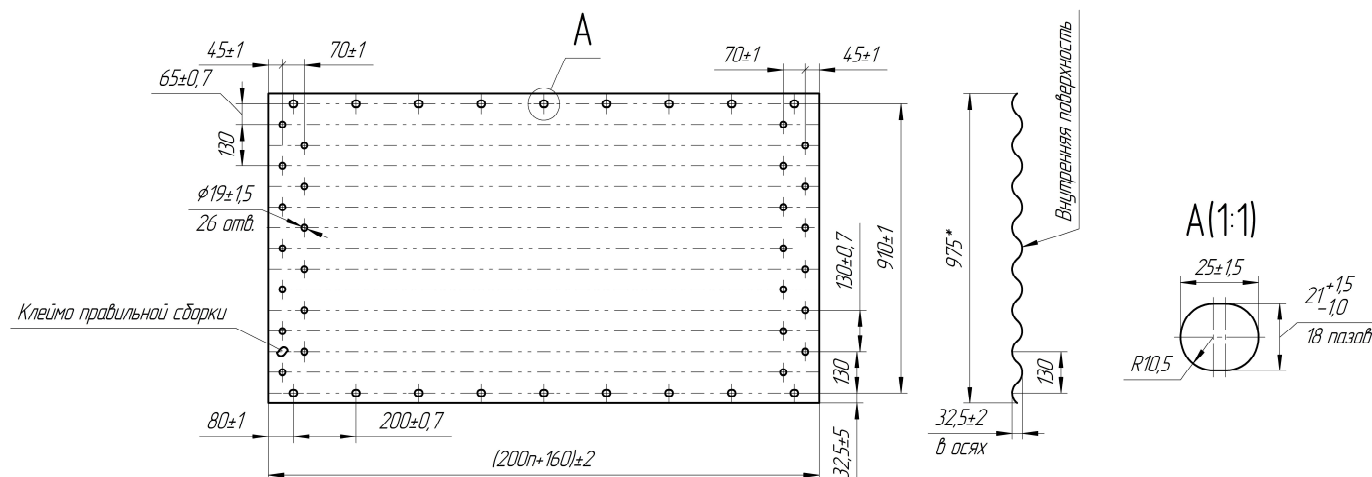 A
45±1
70±1
70±1
45±1
65±0,7
130
⌀19±1,5
26 отв.
Клеймо правильной сборки
130±0,7
910±1
130
975*
Внутренняя поверхность
130
A(1:1)
25±1,5
21 +1,5 -1,0
18 пазов
R10,5
80±1
200±0,7
32,5±5
32,5±2
в осях
(200n+160)±2